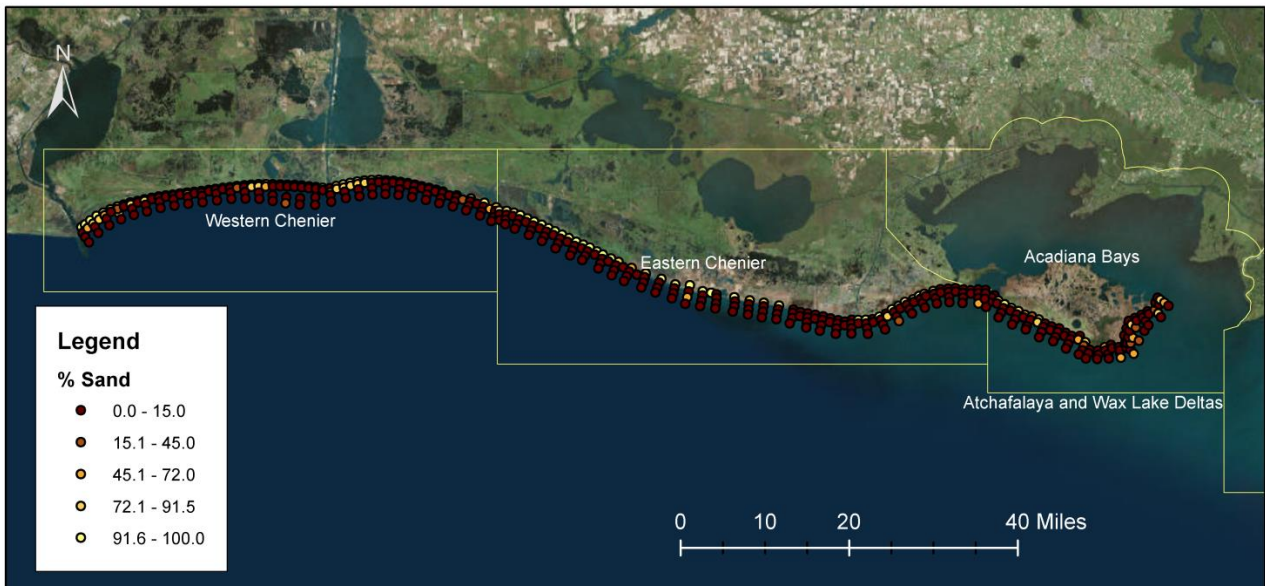 N
Western Chenier
Eastern Chenier
Acadiana Bays
Atchafalaya and Wax Lake Deltas
Legend
% Sand
0.0 - 15.0
15.1 - 45.0
45.1 - 72.0
72.1 - 91.5
91.6 - 100.0
0 10 20 40 Miles